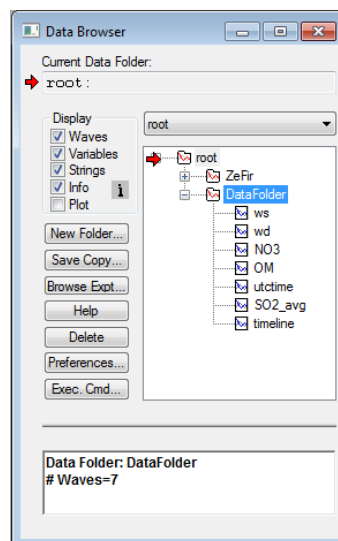 Data Browser
Current Data Folder:
root:
Display
Waves
Variables
Strings
Info
i
Plot
New Folder...
Save Copy...
Browse Expt...
Help
Delete
Preferences...
Exec. Cmd...
root
root
ZeFir
DataFolder
ws
wd
NO3
OM
utctime
SO2_avg
timeline
Data Folder: DataFolder
# Waves=7